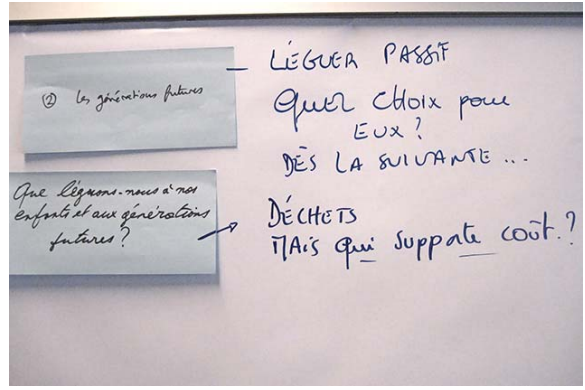 ② Les générations futures
– LÉGUER PASSIF
QUEL CHOIX pour
EUX?
DÈS LA SUIVANTE...
Que léguons-nous à nos
enfants et aux générations
futures?
→ DÉCHETS
MAIS qui supporte coût.?